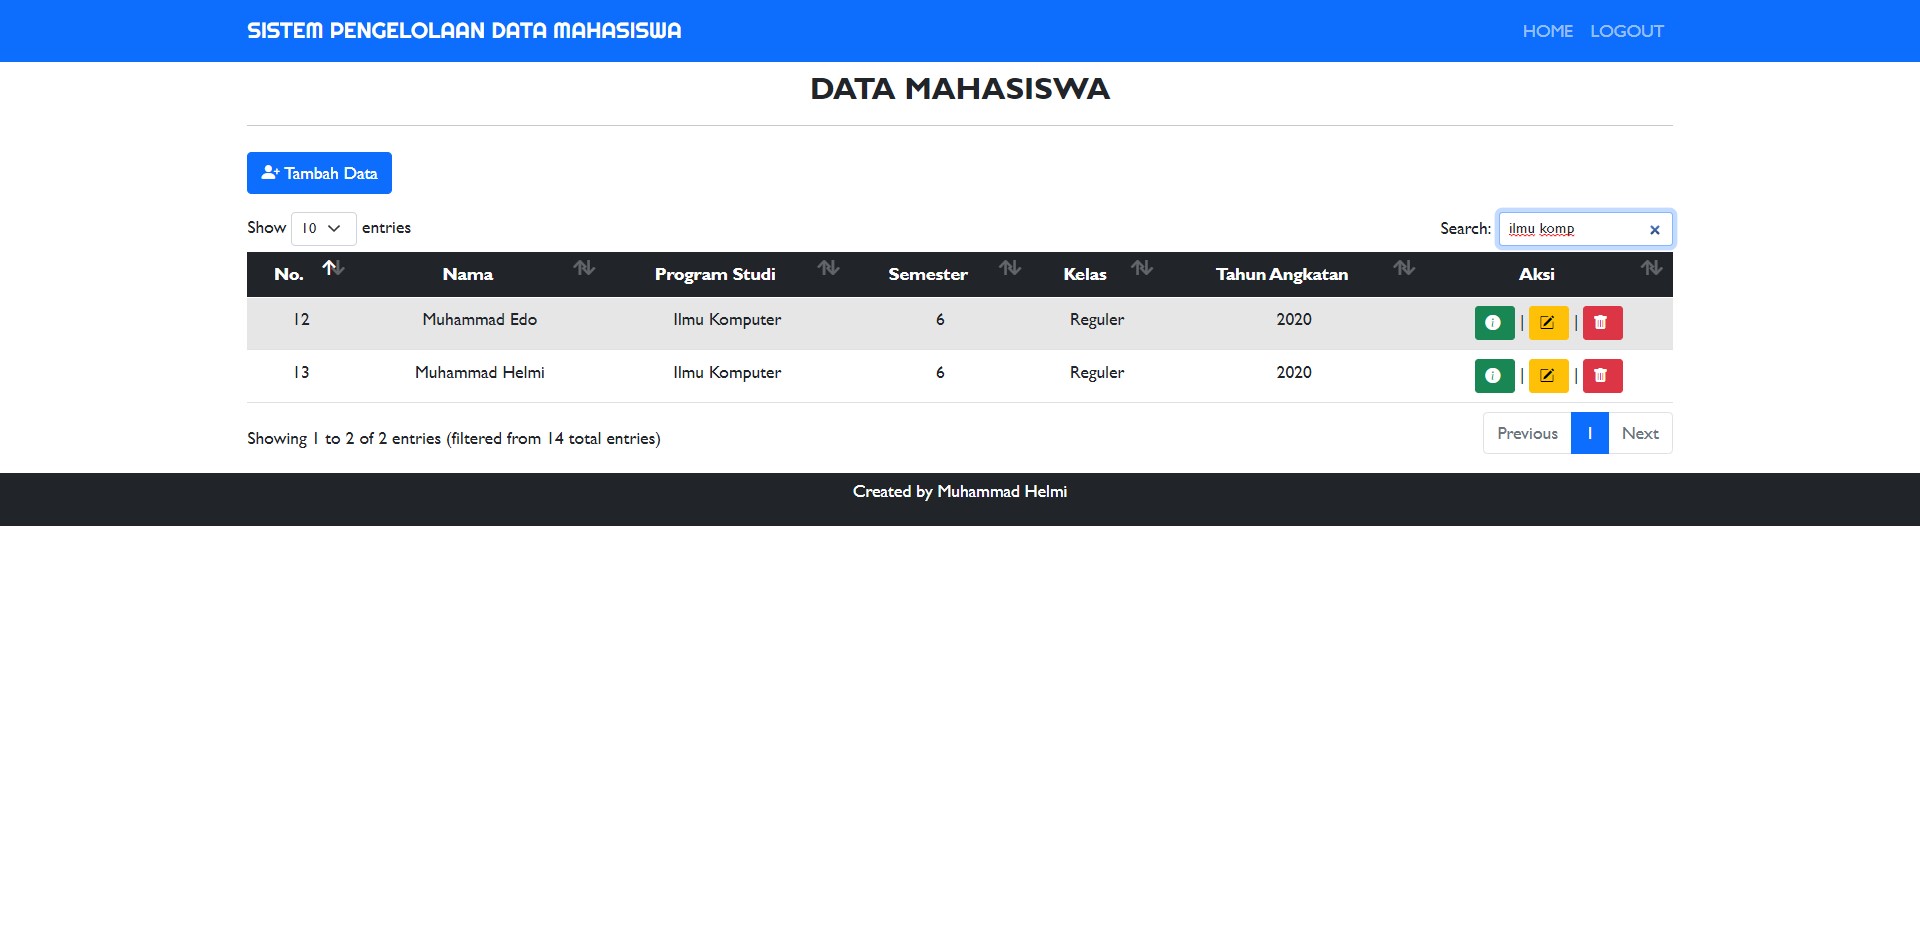 SISTEM PENGELOLAAN DATA MAHASISWA HOME LOGOUT
DATA MAHASISWA
Tambah Data
Show 10 entries Search: ilmu komp
No. Nama Program Studi Semester Kelas Tahun Angkatan Aksi
12 Muhammad Edo Ilmu Komputer 6 Reguler 2020 | |
13 Muhammad Helmi Ilmu Komputer 6 Reguler 2020 | |
Showing 1 to 2 of 2 entries (filtered from 14 total entries) Previous 1 Next
Created by Muhammad Helmi